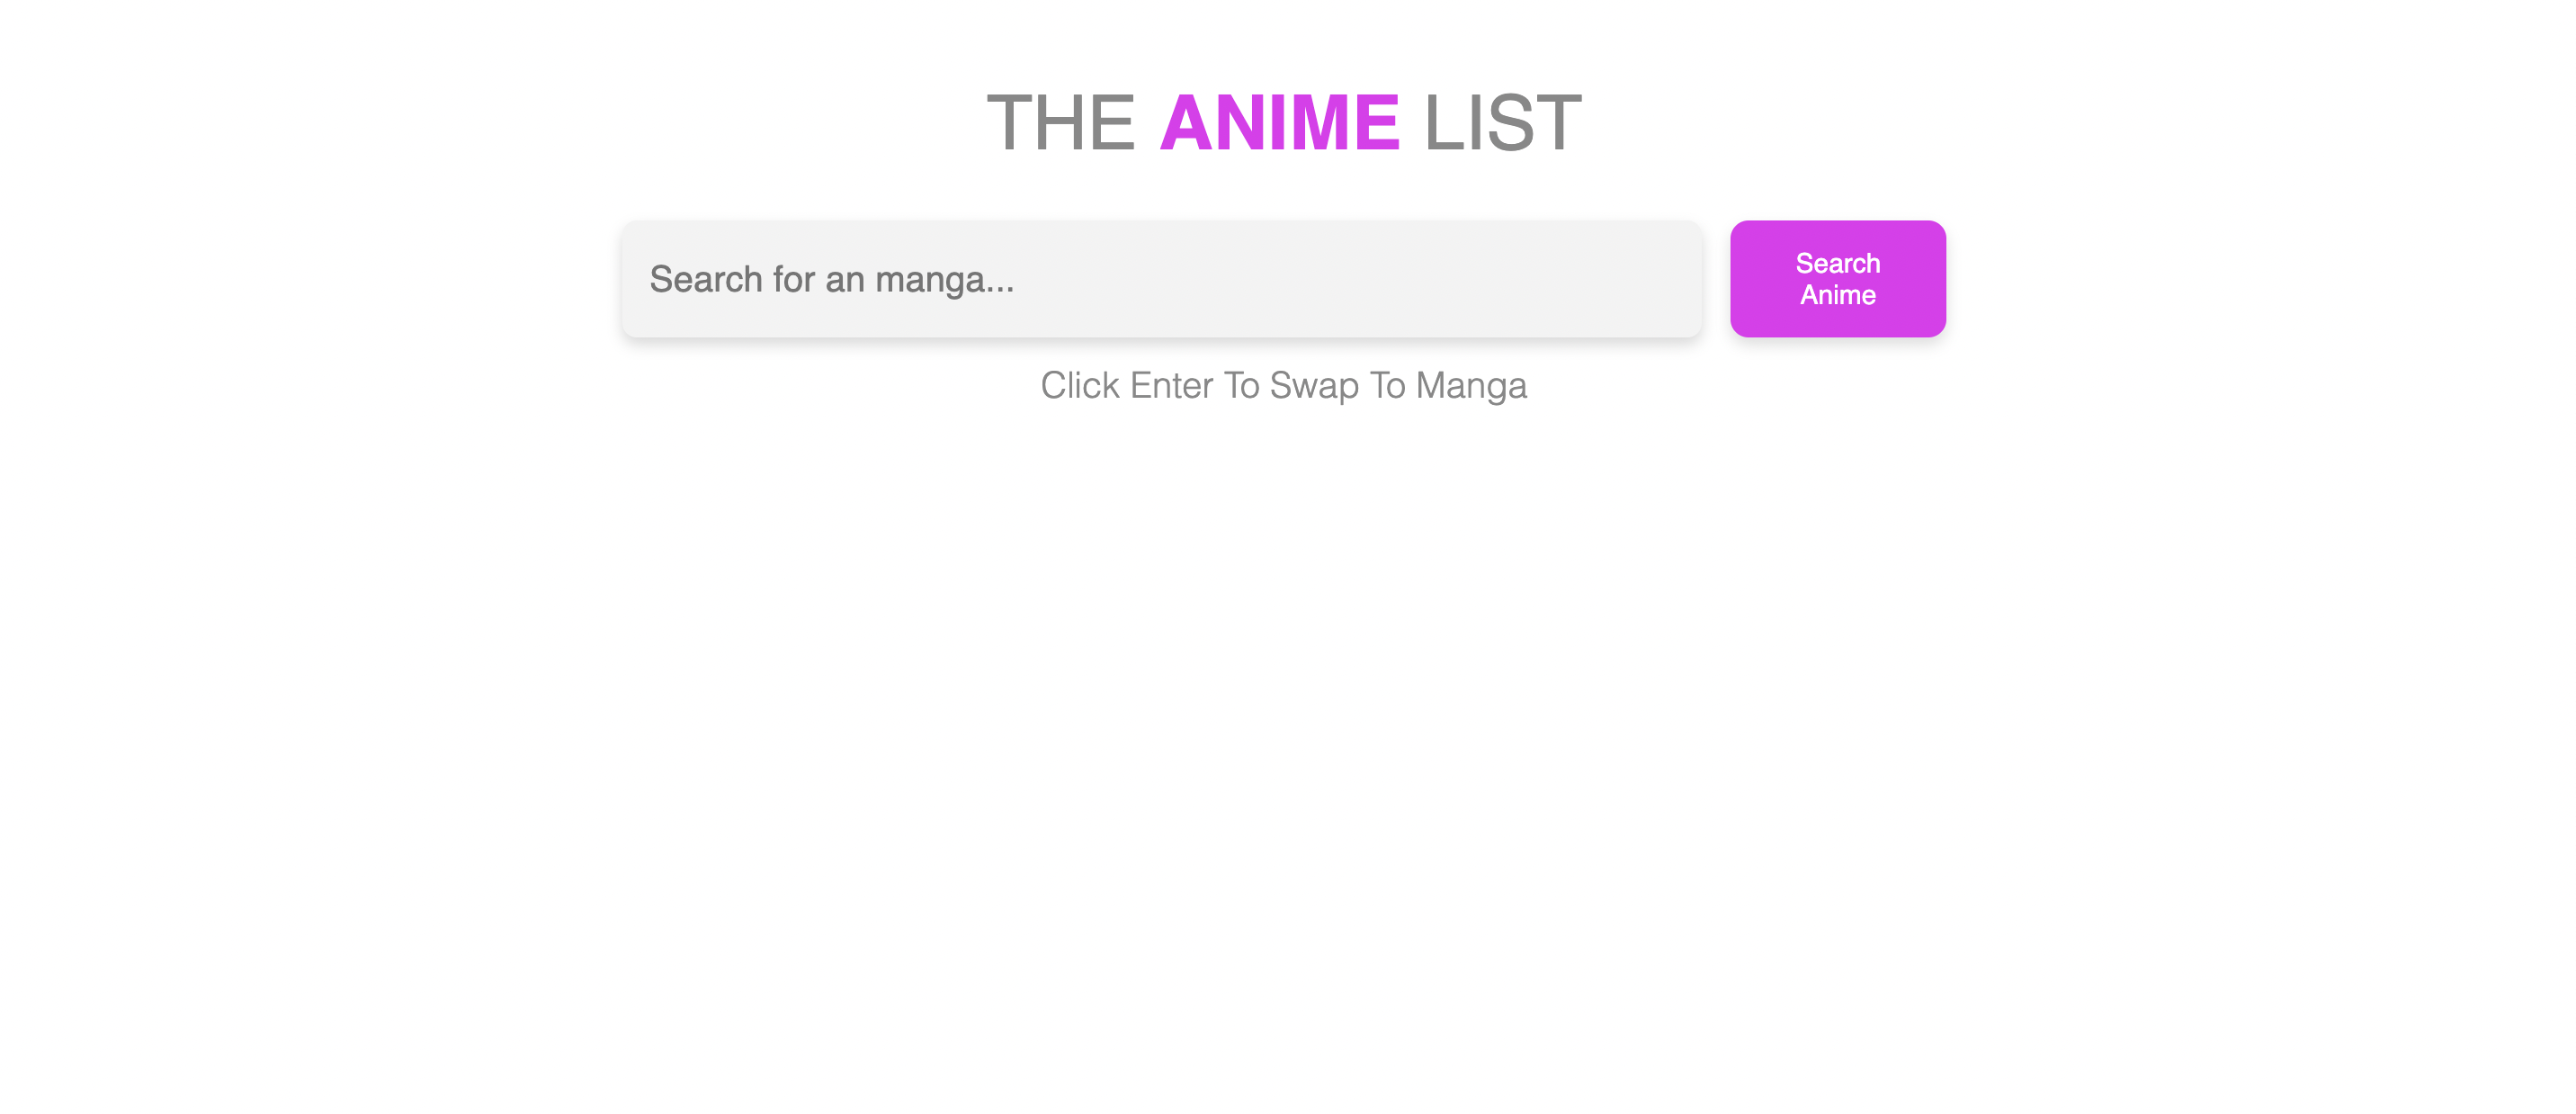 THE ANIME LIST
Search for an manga...
Search
Anime
Click Enter To Swap To Manga